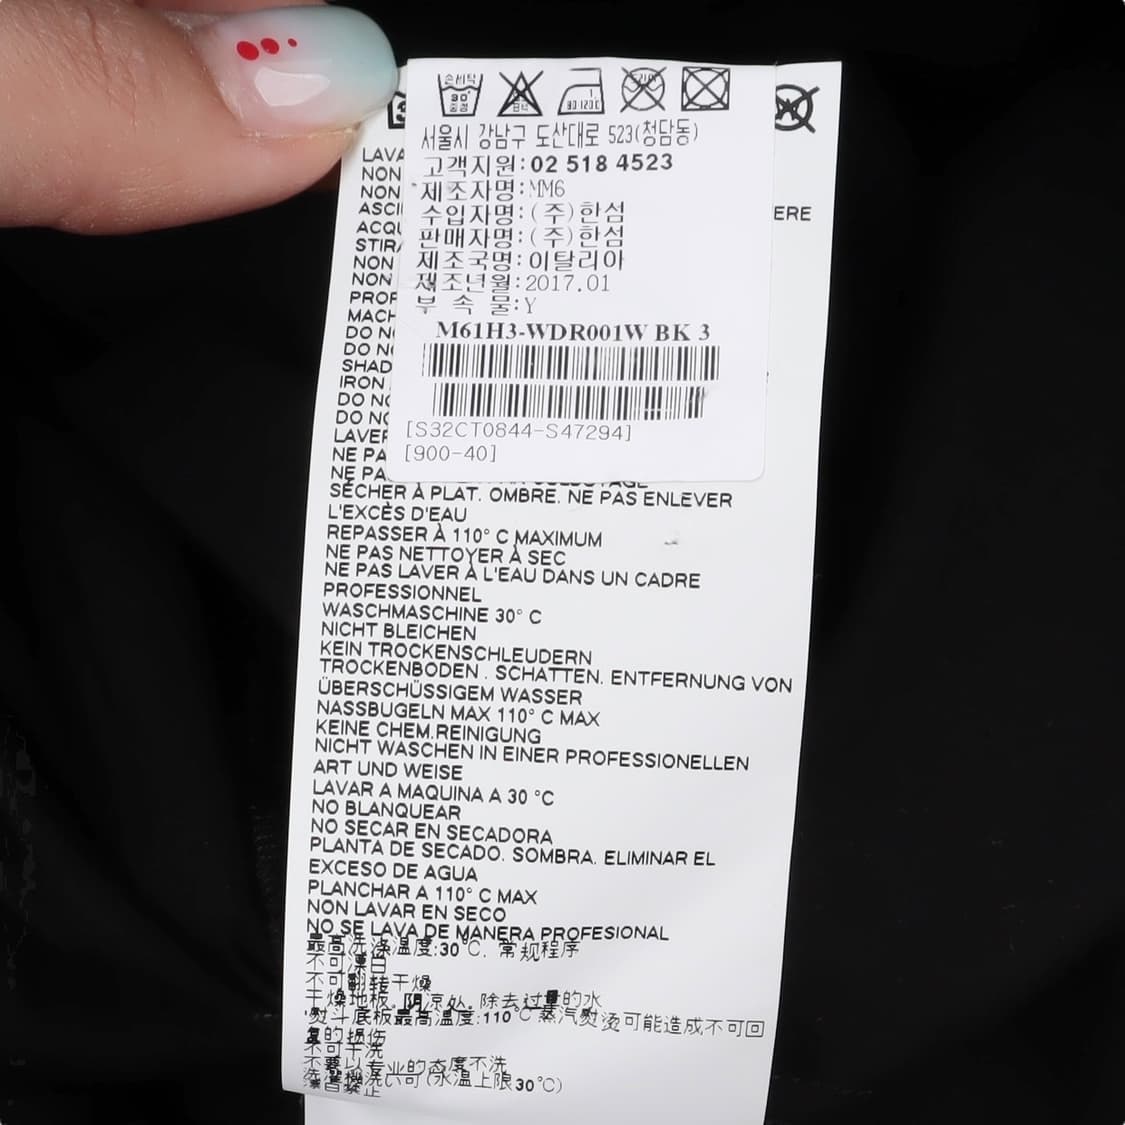 손세탁
30°
중성
서울시 강남구 도산대로 523(청담동)
고객지원: 02 518 4523
제조자명: MM6
수입자명: (주)한섬
판매자명: (주)한섬
제조국명: 이탈리아
제조년월: 2017.01
부 속 물: Y
M61H3-WDR001W BK 3
[S32CT0844-S47294]
[900-40]
ERE
SÉCHER À PLAT. OMBRE. NE PAS ENLEVER
L'EXCÈS D'EAU
REPASSER À 110° C MAXIMUM
NE PAS NETTOYER À SEC
NE PAS LAVER À L'EAU DANS UN CADRE
PROFESSIONNEL
WASCHMASCHINE 30° C
NICHT BLEICHEN
KEIN TROCKENSCHLEUDERN
TROCKENBODEN . SCHATTEN. ENTFERNUNG VON
ÜBERSCHÜSSIGEM WASSER
NASSBUGELN MAX 110° C MAX
KEINE CHEM.REINIGUNG
NICHT WASCHEN IN EINER PROFESSIONELLEN
ART UND WEISE
LAVAR A MAQUINA A 30 °C
NO BLANQUEAR
NO SECAR EN SECADORA
PLANTA DE SECADO. SOMBRA. ELIMINAR EL
EXCESO DE AGUA
PLANCHAR A 110° C MAX
NON LAVAR EN SECO
NO SE LAVA DE MANERA PROFESIONAL
最高洗涤温度:30°C. 常规程序
不可漂白
不可翻转干燥
干燥地板。阴凉处。除去过量的水
熨斗底板最高温度:110°C 蒸汽熨烫可能造成不可回
复的损伤
不可干洗
不要以专业的态度不洗